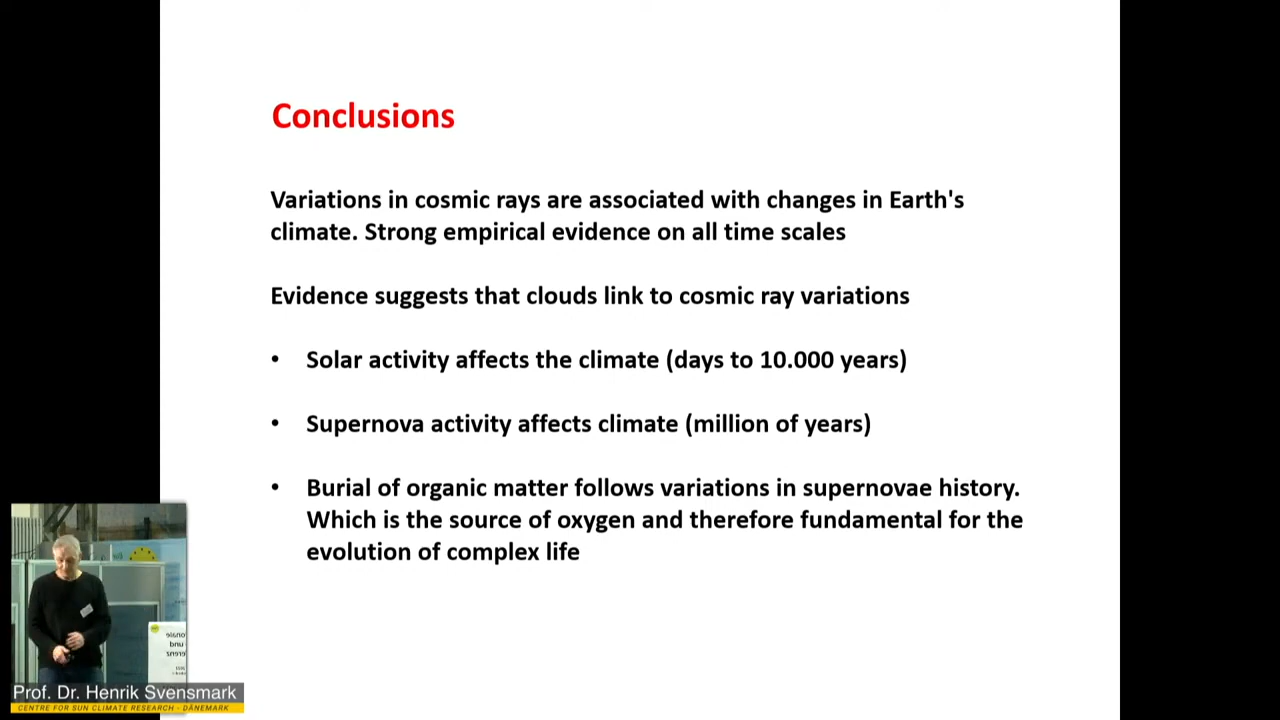 Conclusions
Variations in cosmic rays are associated with changes in Earth's
climate. Strong empirical evidence on all time scales
Evidence suggests that clouds link to cosmic ray variations
• Solar activity affects the climate (days to 10.000 years)
• Supernova activity affects climate (million of years)
• Burial of organic matter follows variations in supernovae history.
Which is the source of oxygen and therefore fundamental for the
evolution of complex life
und
Prof. Dr. Henrik Svensmark
CENTRE FOR SUN CLIMATE RESEARCH - DÄNEMARK